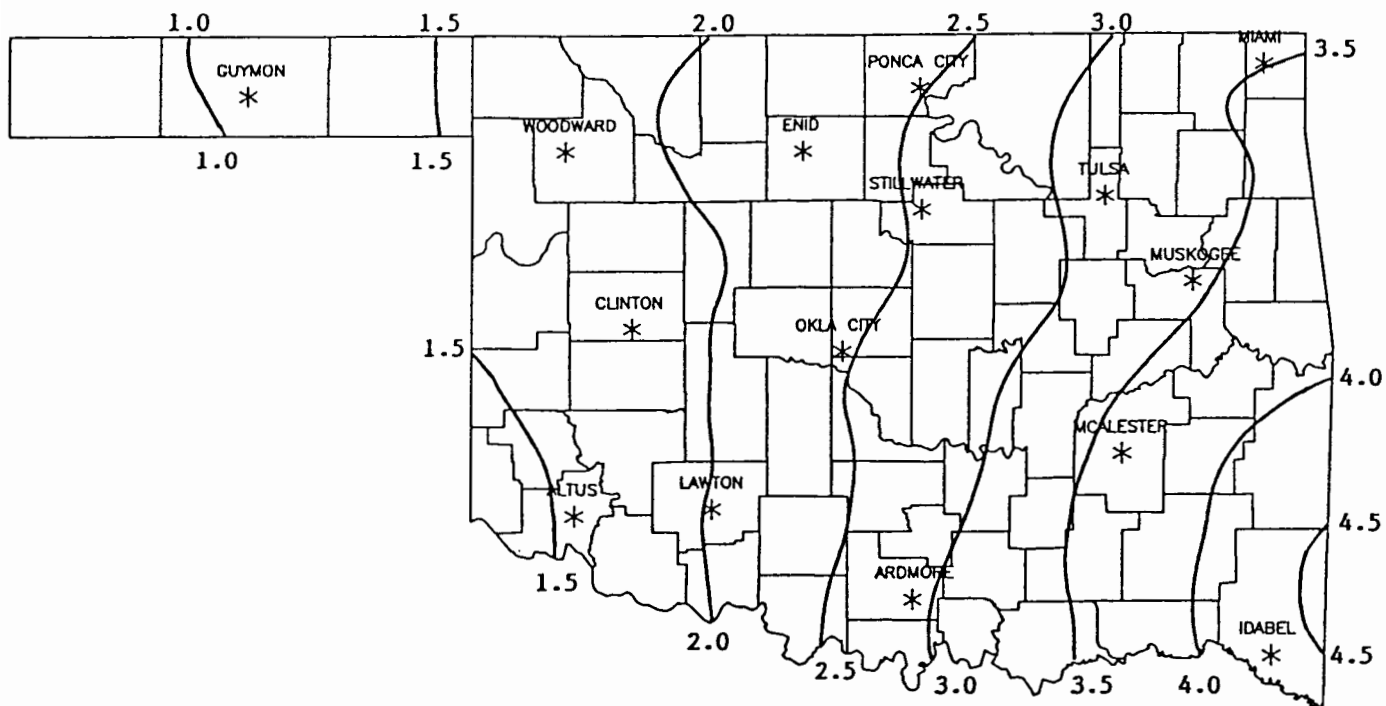 1.0
1.5
2.0
2.5
3.0
MIAMI
3.5
GUYMON
PONCA CITY
WOODWARD
ENID
1.0
1.5
TULSA
STILLWATER
MUSKOGEE
CLINTON
OKLA CITY
1.5
4.0
MCALESTER
ALTUS
LAWTON
4.5
ARDMORE
1.5
IDABEL
2.0
4.5
2.5
3.0
3.5
4.0